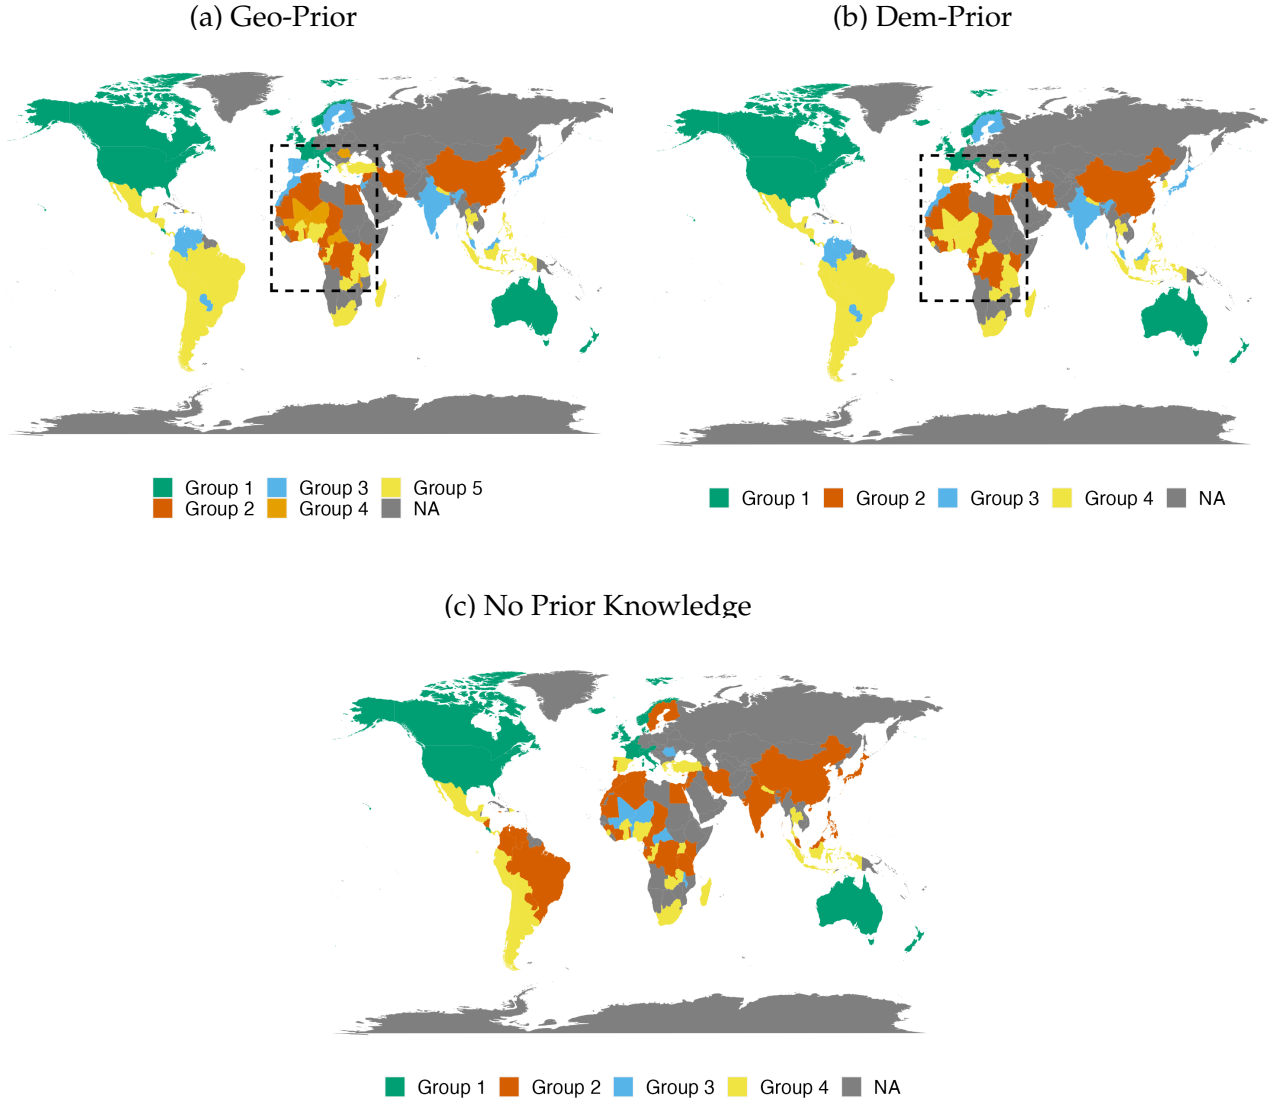 (a) Geo-Prior
(b) Dem-Prior
Group 1 Group 3 Group 5
Group 2 Group 4 NA
Group 1 Group 2 Group 3 Group 4 NA
(c) No Prior Knowledge
Group 1 Group 2 Group 3 Group 4 NA